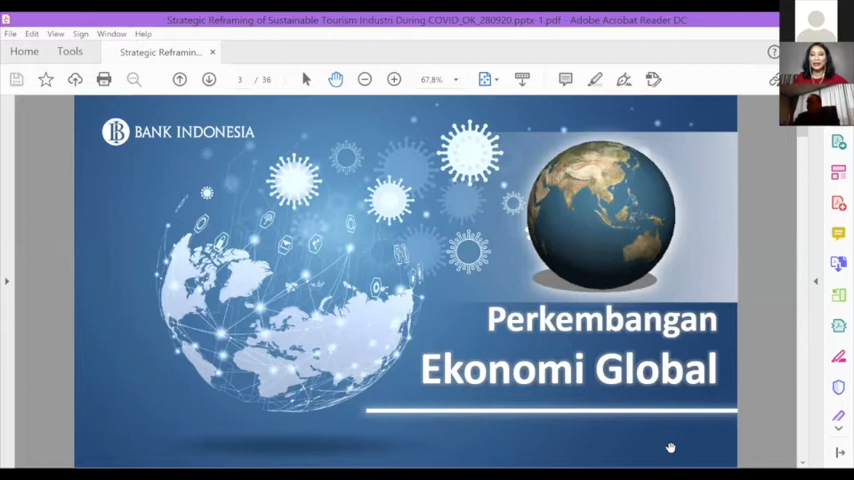 Strategic Reframing of Sustainable Tourism Industri During COVID_OK_280920.pptx-1.pdf - Adobe Acrobat Reader DC
File Edit View Sign Window Help
Home Tools Strategic Reframin... ×
3 / 36 67,8%
BANK INDONESIA
Perkembangan
Ekonomi Global